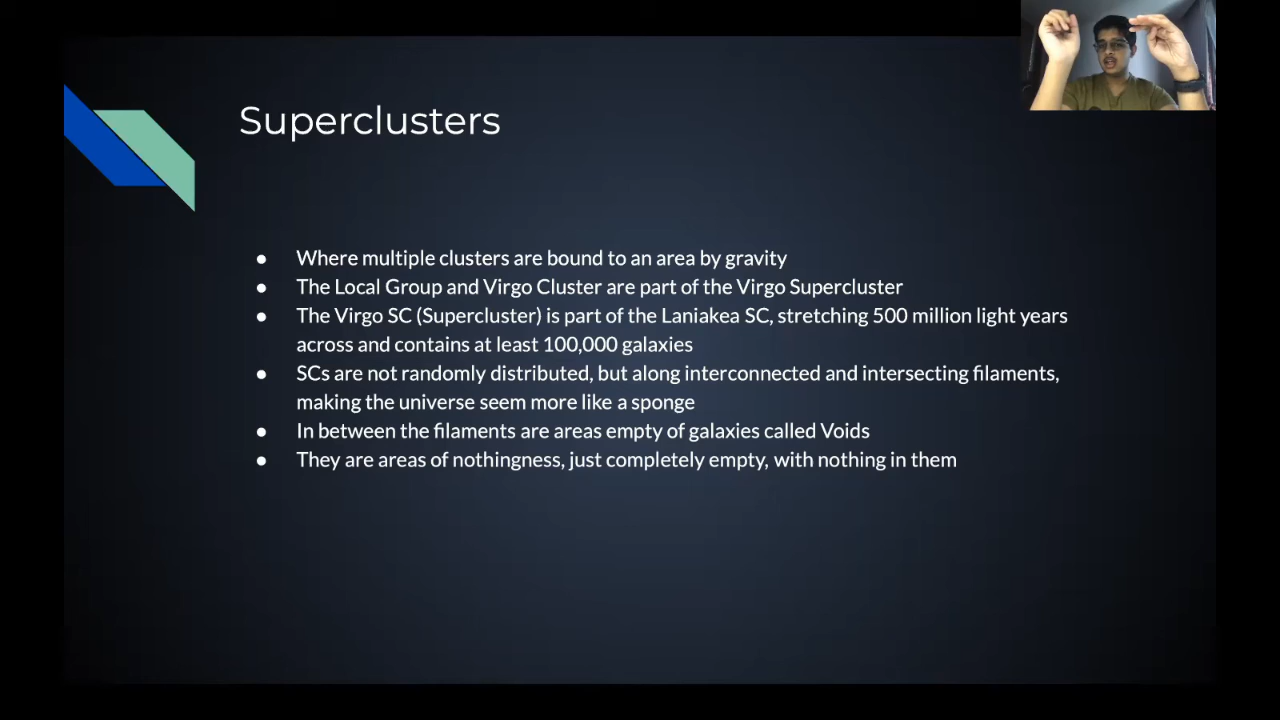 Superclusters
● Where multiple clusters are bound to an area by gravity
● The Local Group and Virgo Cluster are part of the Virgo Supercluster
● The Virgo SC (Supercluster) is part of the Laniakea SC, stretching 500 million light years
across and contains at least 100,000 galaxies
● SCs are not randomly distributed, but along interconnected and intersecting filaments,
making the universe seem more like a sponge
● In between the filaments are areas empty of galaxies called Voids
● They are areas of nothingness, just completely empty, with nothing in them